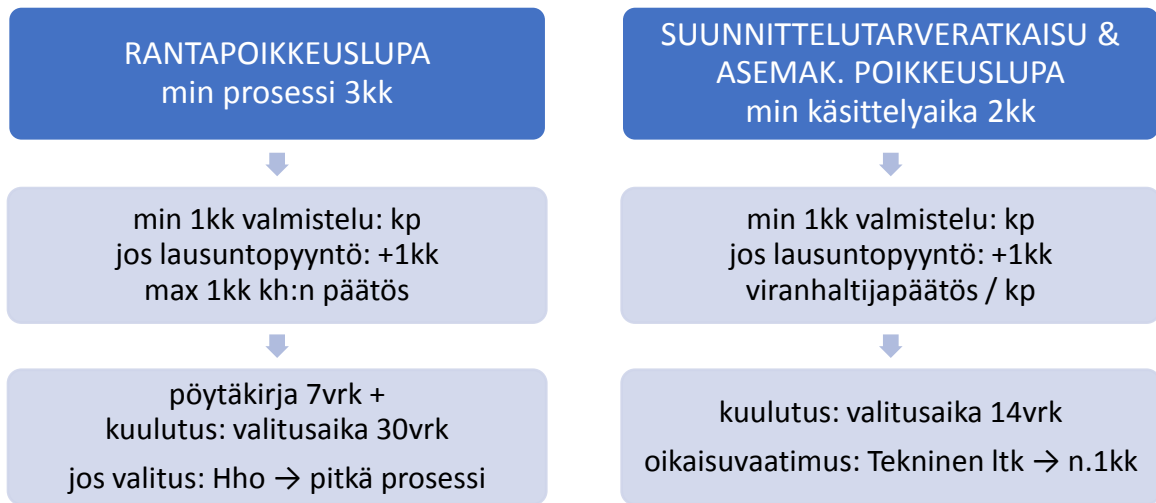 RANTAPOIKKEUSLUPA
min prosessi 3kk
min 1kk valmistelu: kp
jos lausuntopyyntö: +1kk
max 1kk kh:n päätös
pöytäkirja 7vrk +
kuulutus: valitusaika 30vrk
jos valitus: Hho → pitkä prosessi
SUUNNITTELUTARVERATKAISU &
ASEMAK. POIKKEUSLUPA
min käsittelyaika 2kk
min 1kk valmistelu: kp
jos lausuntopyyntö: +1kk
viranhaltijapäätös / kp
kuulutus: valitusaika 14vrk
oikaisuvaatimus: Tekninen ltk → n.1kk